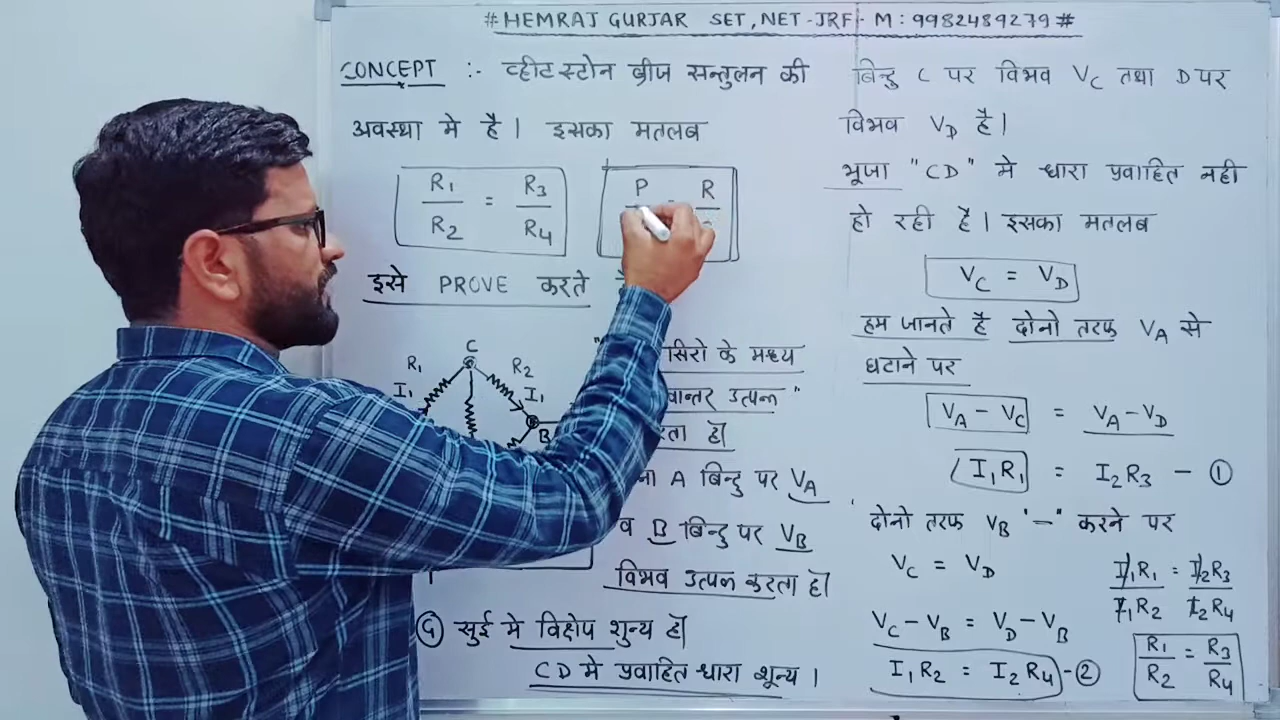 #HEMRAJ GURJAR SET, NET-JRF- M: 9982489279#
CONCEPT :- व्हीटस्टोन ब्रीज सन्तुलन की
अवस्था मे है। इसका मतलब
R1/R2 = R3/R4
P R
इसे PROVE करते
C
R1 R2
I1 I1
B
सिरो के मध्य
उत्पन"
A बिन्दु पर VA
व B बिन्दु पर VB
विभव उत्पन करता है।
G सुई मे विक्षेप शुन्य है।
CD मे प्रवाहित धारा शून्य।
बिन्दु C पर विभव VC तथा D पर
विभव VD है।
भूजा "CD" मे धारा प्रवाहित नही
हो रही है। इसका मतलब
VC = VD
हम जानते है दोनो तरफ VA से
घटाने पर
VA - VC = VA - VD
I1R1 = I2R3 - ①
दोनो तरफ VB "-" करने पर
VC = VD
VC - VB = VD - VB
I1R2 = I2R4 - ②
I1R1/I1R2 = I2R3/I2R4
R1/R2 = R3/R4